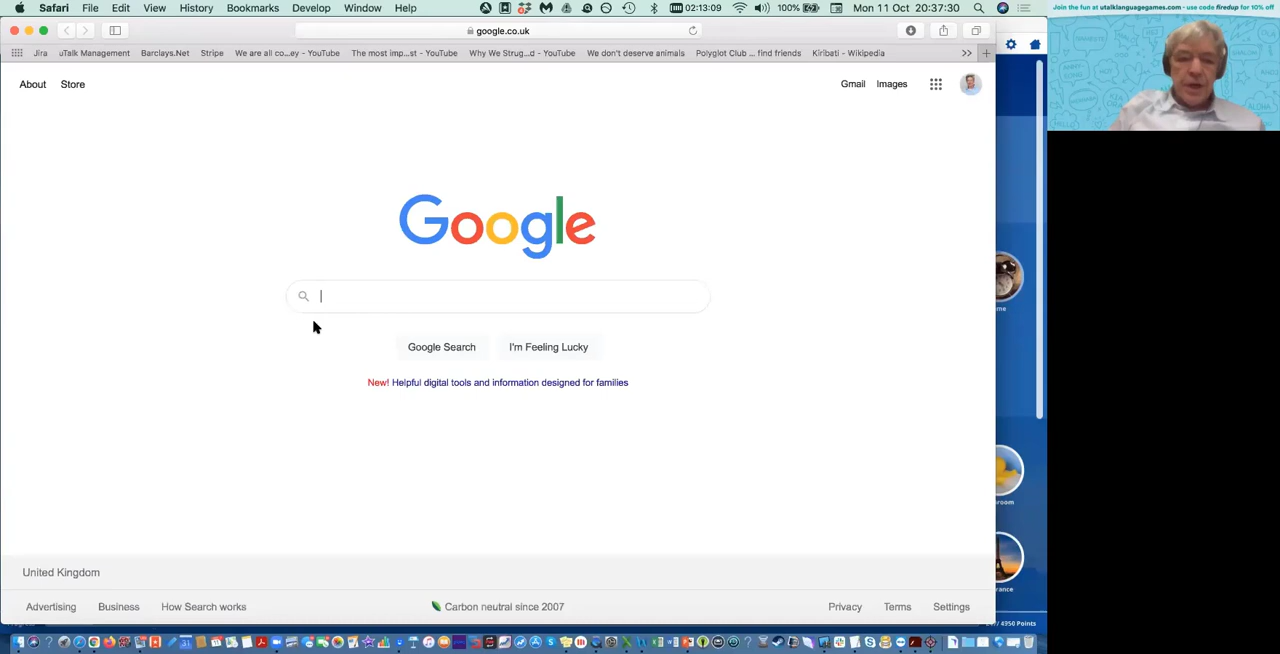 Safari File Edit View History Bookmarks Develop Window Help 02:13:09 100% Mon 11 Oct 20:37:30
Join the fun at utalklanguagegames.com - use code firedup for 10% off
google.co.uk
Jira uTalk Management Barclays.Net Stripe We are all co...ey - YouTube The most imp...st - YouTube Why We Strug...d - YouTube We don't deserve animals Polyglot Club ... find friends Kiribati - Wikipedia
About Store Gmail Images
Google
Google Search I'm Feeling Lucky
New! Helpful digital tools and information designed for families
United Kingdom
Advertising Business How Search works Carbon neutral since 2007 Privacy Terms Settings